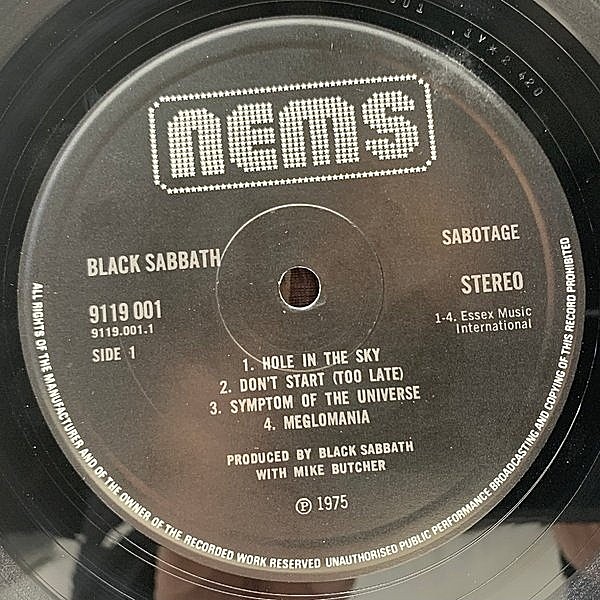 1Y*2 420
nems
BLACK SABBATH
SABOTAGE
9119 001
9119.001.1
SIDE 1
STEREO
1-4. Essex Music
International
1. HOLE IN THE SKY
2. DON'T START (TOO LATE)
3. SYMPTOM OF THE UNIVERSE
4. MEGLOMANIA
PRODUCED BY BLACK SABBATH
WITH MIKE BUTCHER
Ⓟ 1975
ALL RIGHTS OF THE MANUFACTURER AND OF THE OWNER OF THE RECORDED WORK RESERVED UNAUTHORISED PUBLIC PERFORMANCE BROADCASTING AND COPYING OF THIS RECORD PROHIBITED